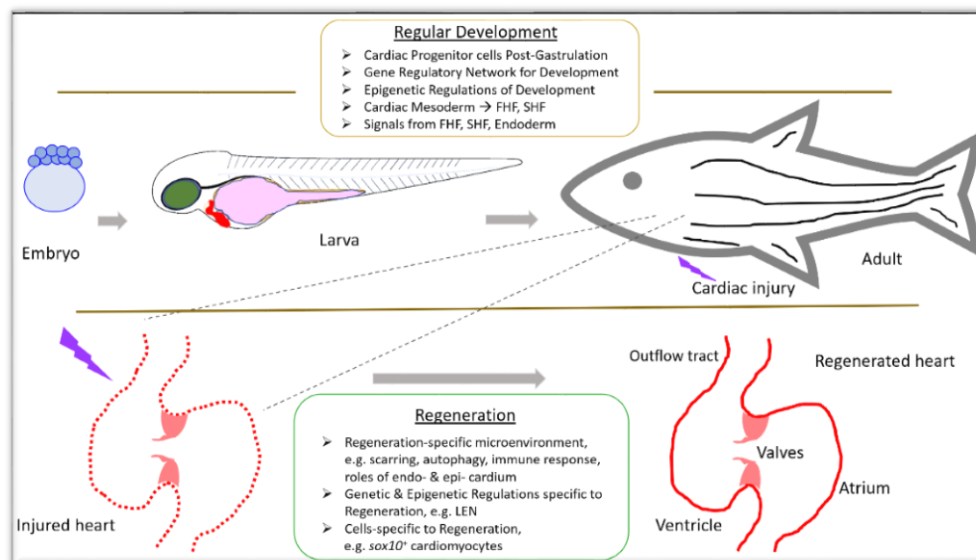 Regular Development
➢ Cardiac Progenitor cells Post-Gastrulation
➢ Gene Regulatory Network for Development
➢ Epigenetic Regulations of Development
➢ Cardiac Mesoderm → FHF, SHF
➢ Signals from FHF, SHF, Endoderm
Embryo
Larva
Adult
Cardiac injury
Injured heart
Regeneration
➢ Regeneration-specific microenvironment,
e.g. scarring, autophagy, immune response,
roles of endo- & epi- cardium
➢ Genetic & Epigenetic Regulations specific to
Regeneration, e.g. LEN
➢ Cells-specific to Regeneration,
e.g. sox10⁺ cardiomyocytes
Outflow tract
Regenerated heart
Valves
Atrium
Ventricle